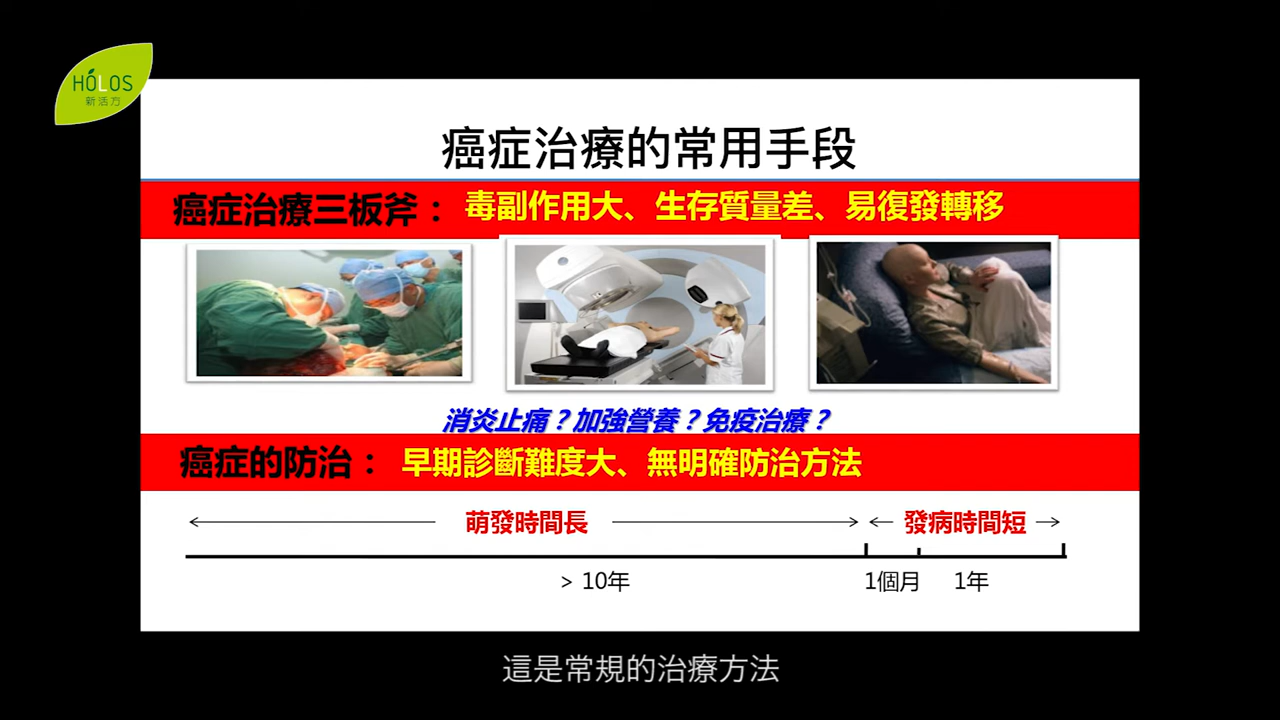 HÓLOS
新活方
癌症治療的常用手段
癌症治療三板斧：毒副作用大、生存質量差、易復發轉移
消炎止痛？加強營養？免疫治療？
癌症的防治：早期診斷難度大、無明確防治方法
萌發時間長 發病時間短
> 10年 1個月 1年
這是常規的治療方法